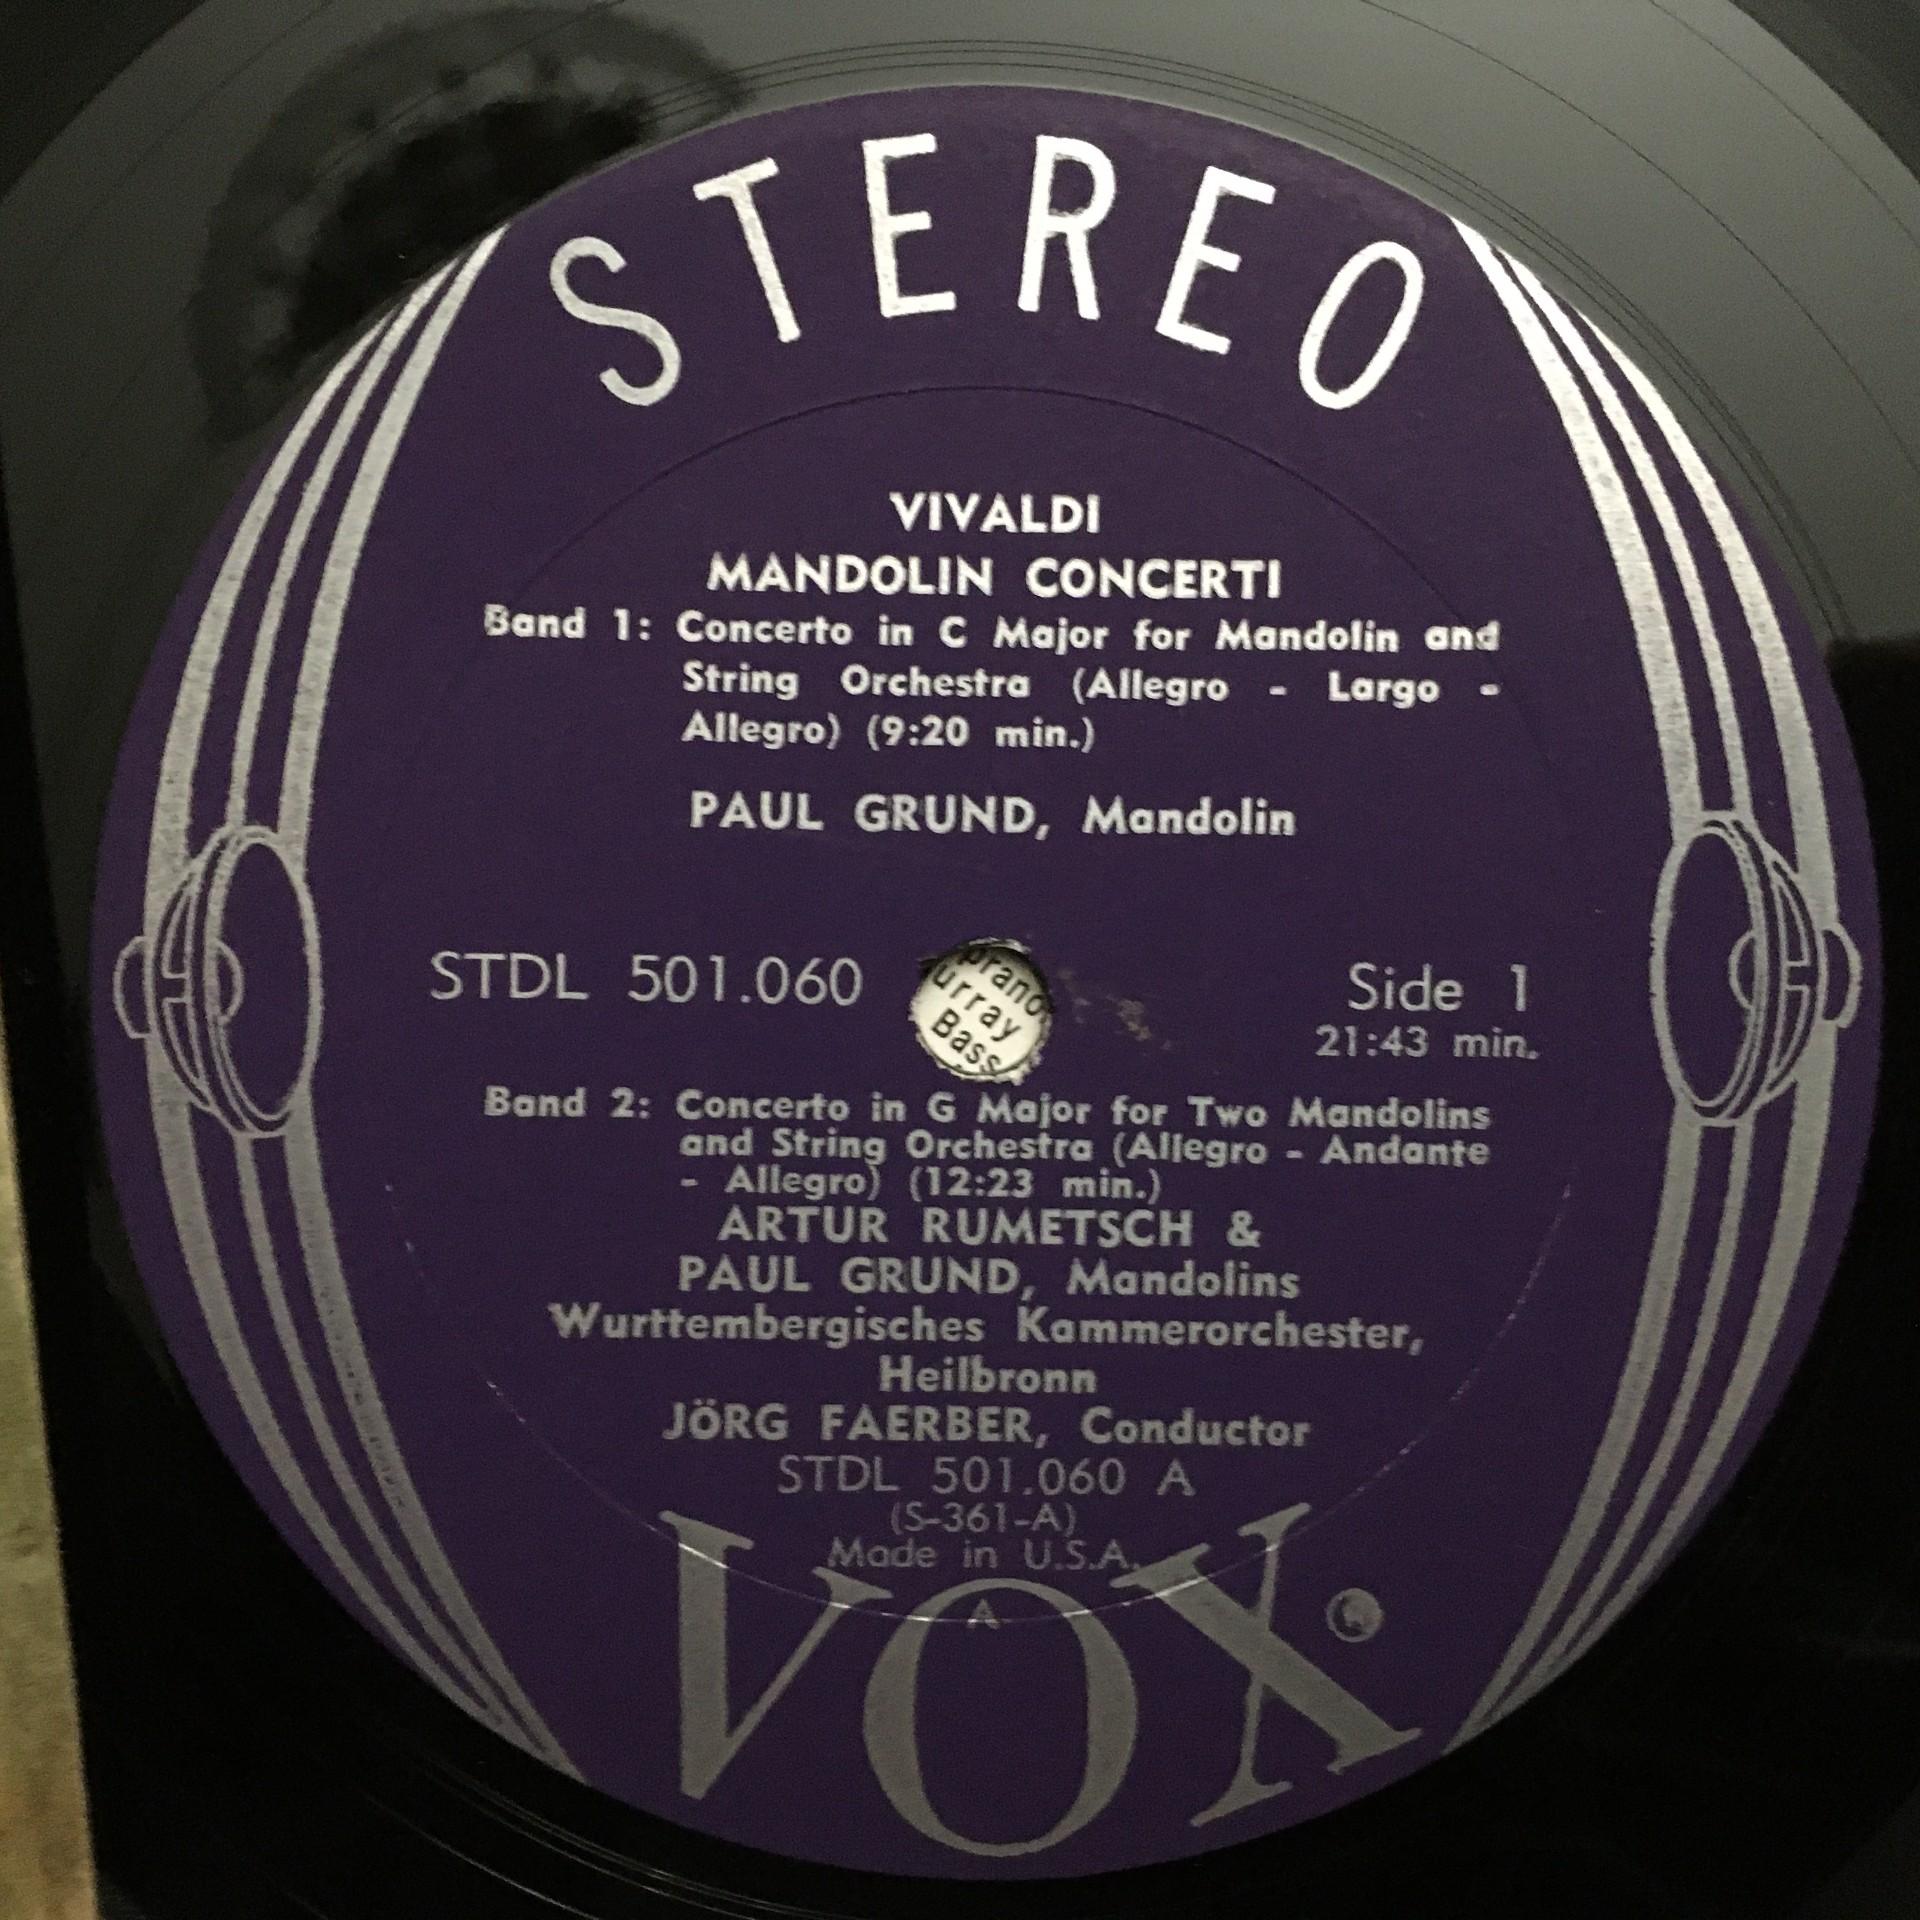 STEREO
VIVALDI
MANDOLIN CONCERTI
Band 1: Concerto in C Major for Mandolin and
String Orchestra (Allegro - Largo -
Allegro) (9:20 min.)
PAUL GRUND, Mandolin
STDL 501.060
Side 1
21:43 min.
urray
Bass
Band 2: Concerto in G Major for Two Mandolins
and String Orchestra (Allegro - Andante
- Allegro) (12:23 min.)
ARTUR RUMETSCH &
PAUL GRUND, Mandolins
Wurttembergisches Kammerorchester,
Heilbronn
JÖRG FAERBER, Conductor
STDL 501.060 A
(S-361-A)
Made in U.S.A.
A
VOX